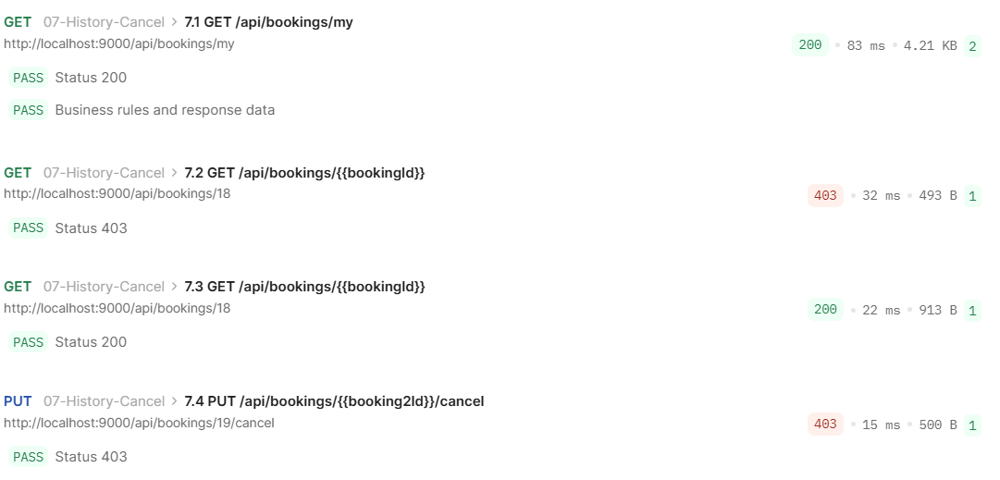 GET 07-History-Cancel > 7.1 GET /api/bookings/my
http://localhost:9000/api/bookings/my 200 • 83 ms • 4.21 KB 2
PASS Status 200
PASS Business rules and response data
GET 07-History-Cancel > 7.2 GET /api/bookings/{{bookingId}}
http://localhost:9000/api/bookings/18 403 • 32 ms • 493 B 1
PASS Status 403
GET 07-History-Cancel > 7.3 GET /api/bookings/{{bookingId}}
http://localhost:9000/api/bookings/18 200 • 22 ms • 913 B 1
PASS Status 200
PUT 07-History-Cancel > 7.4 PUT /api/bookings/{{booking2Id}}/cancel
http://localhost:9000/api/bookings/19/cancel 403 • 15 ms • 500 B 1
PASS Status 403